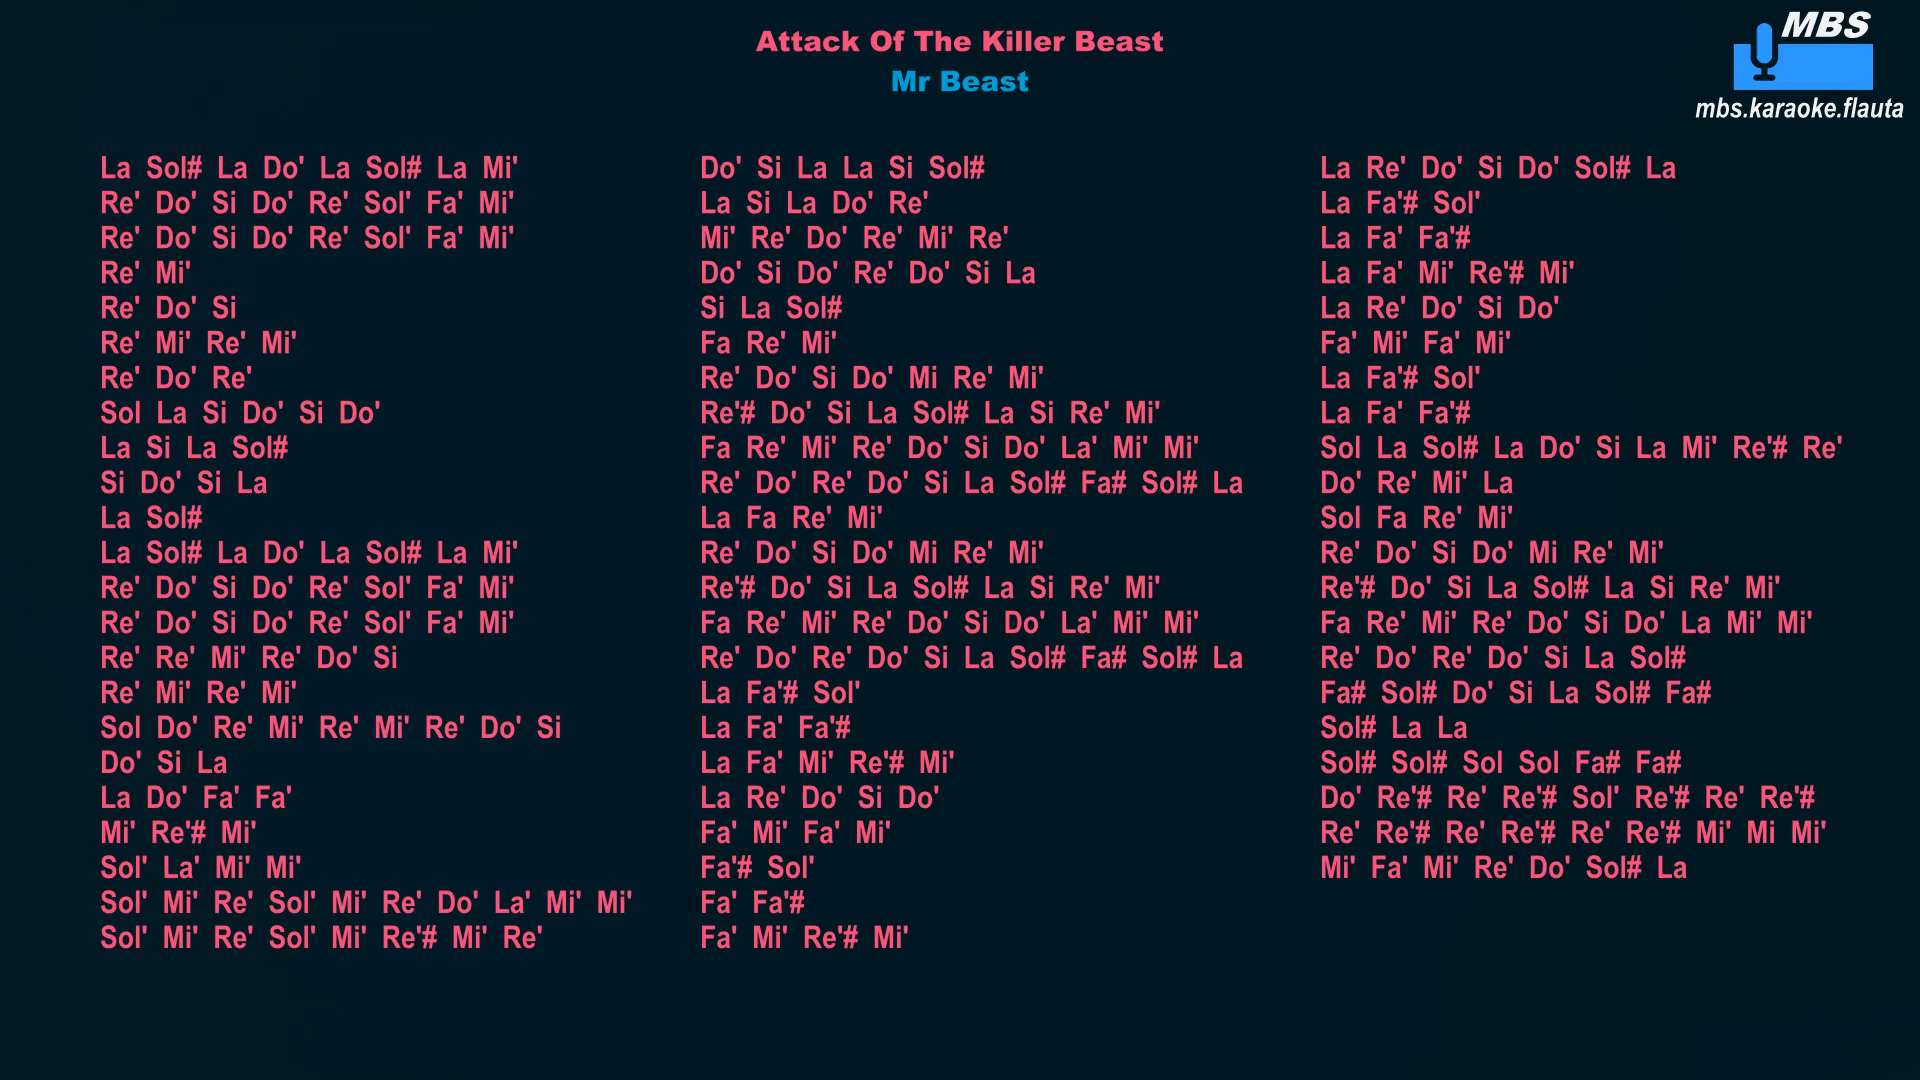 Attack Of The Killer Beast
Mr Beast
MBS
mbs.karaoke.flauta
La Sol# La Do' La Sol# La Mi'
Re' Do' Si Do' Re' Sol' Fa' Mi'
Re' Do' Si Do' Re' Sol' Fa' Mi'
Re' Mi'
Re' Do' Si
Re' Mi' Re' Mi'
Re' Do' Re'
Sol La Si Do' Si Do'
La Si La Sol#
Si Do' Si La
La Sol#
La Sol# La Do' La Sol# La Mi'
Re' Do' Si Do' Re' Sol' Fa' Mi'
Re' Do' Si Do' Re' Sol' Fa' Mi'
Re' Re' Mi' Re' Do' Si
Re' Mi' Re' Mi'
Sol Do' Re' Mi' Re' Mi' Re' Do' Si
Do' Si La
La Do' Fa' Fa'
Mi' Re'# Mi'
Sol' La' Mi' Mi'
Sol' Mi' Re' Sol' Mi' Re' Do' La' Mi' Mi'
Sol' Mi' Re' Sol' Mi' Re'# Mi' Re'
Do' Si La La Si Sol#
La Si La Do' Re'
Mi' Re' Do' Re' Mi' Re'
Do' Si Do' Re' Do' Si La
Si La Sol#
Fa Re' Mi'
Re' Do' Si Do' Mi Re' Mi'
Re'# Do' Si La Sol# La Si Re' Mi'
Fa Re' Mi' Re' Do' Si Do' La' Mi' Mi'
Re' Do' Re' Do' Si La Sol# Fa# Sol# La
La Fa Re' Mi'
Re' Do' Si Do' Mi Re' Mi'
Re'# Do' Si La Sol# La Si Re' Mi'
Fa Re' Mi' Re' Do' Si Do' La' Mi' Mi'
Re' Do' Re' Do' Si La Sol# Fa# Sol# La
La Fa'# Sol'
La Fa' Fa'#
La Fa' Mi' Re'# Mi'
La Re' Do' Si Do'
Fa' Mi' Fa' Mi'
Fa'# Sol'
Fa' Fa'#
Fa' Mi' Re'# Mi'
La Re' Do' Si Do' Sol# La
La Fa'# Sol'
La Fa' Fa'#
La Fa' Mi' Re'# Mi'
La Re' Do' Si Do'
Fa' Mi' Fa' Mi'
La Fa'# Sol'
La Fa' Fa'#
Sol La Sol# La Do' Si La Mi' Re'# Re'
Do' Re' Mi' La
Sol Fa Re' Mi'
Re' Do' Si Do' Mi Re' Mi'
Re'# Do' Si La Sol# La Si Re' Mi'
Fa Re' Mi' Re' Do' Si Do' La Mi' Mi'
Re' Do' Re' Do' Si La Sol#
Fa# Sol# Do' Si La Sol# Fa#
Sol# La La
Sol# Sol# Sol Sol Fa# Fa#
Do' Re'# Re' Re'# Sol' Re'# Re' Re'#
Re' Re'# Re' Re'# Re' Re'# Mi' Mi Mi'
Mi' Fa' Mi' Re' Do' Sol# La